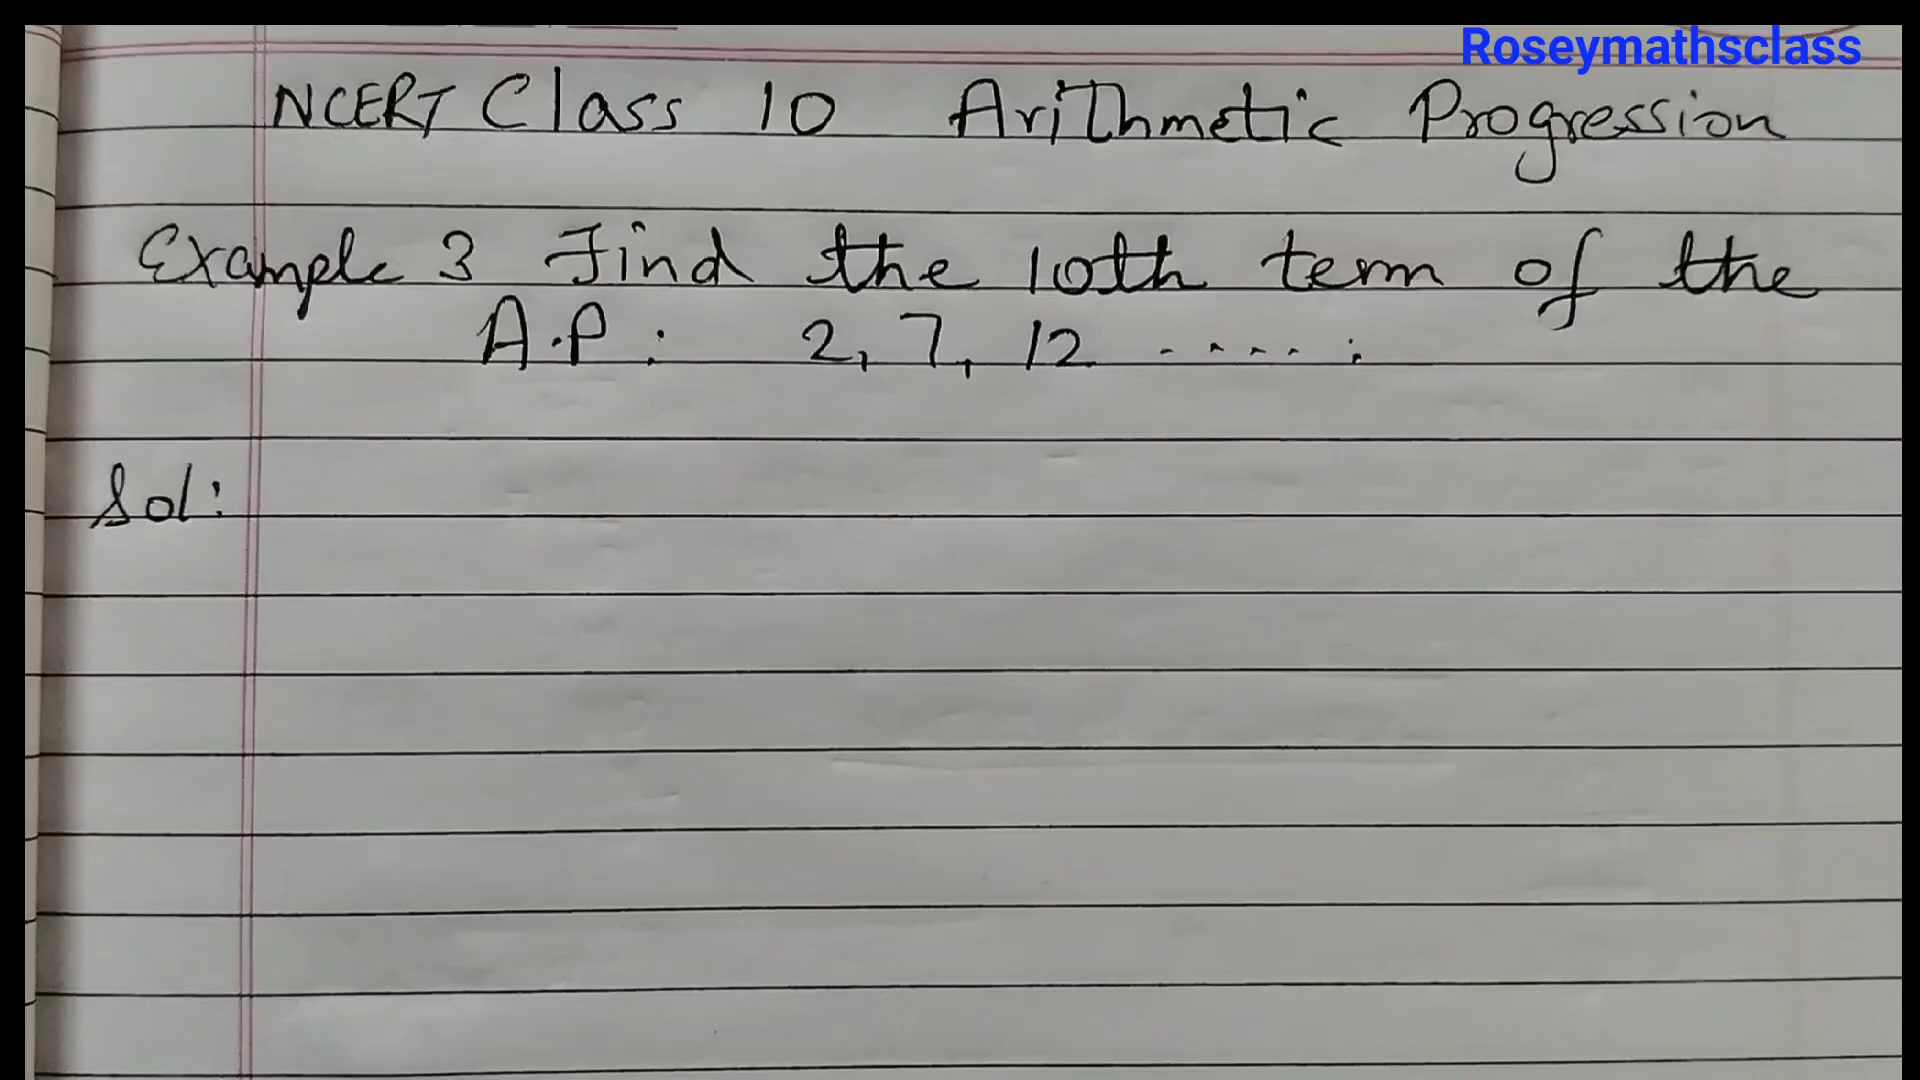 Roseymathsclass
NCERT Class 10 Arithmetic Progression
Example 3 Find the 10th term of the
A.P: 2, 7, 12 .....:
Sol: